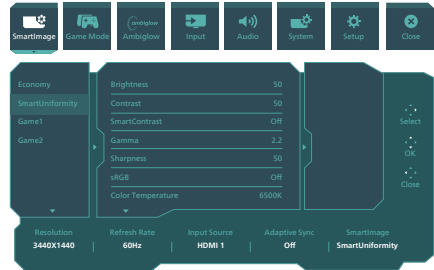 SmartImage
Game Mode
ambiglow
Ambiglow
Input
Audio
System
Setup
Close
Economy
SmartUniformity
Game1
Game2
Brightness 50
Contrast 50
SmartContrast Off
Gamma 2.2
Sharpness 50
sRGB Off
Color Temperature 6500K
Select
OK
Close
Resolution Refresh Rate Input Source Adaptive Sync SmartImage
3440X1440 60Hz HDMI 1 Off SmartUniformity